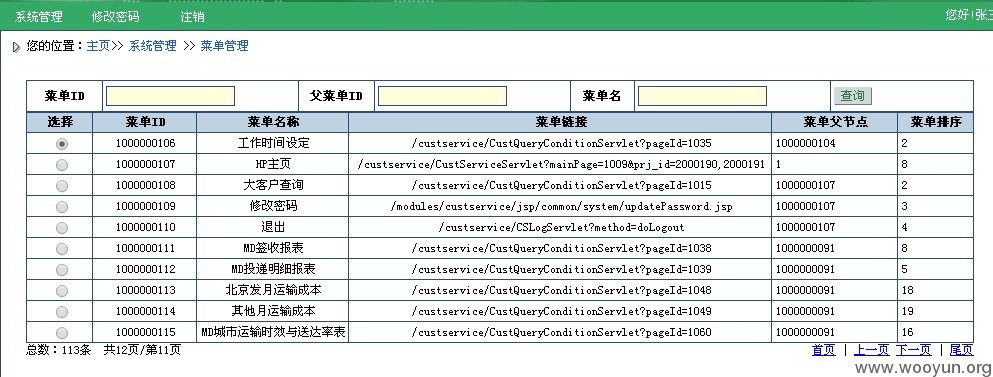 系统管理 修改密码 注销 您好!张三
您的位置：主页>> 系统管理 >> 菜单管理
菜单ID 父菜单ID 菜单名 查询
选择 菜单ID 菜单名称 菜单链接 菜单父节点 菜单排序
1000000106 工作时间设定 /custservice/CustQueryConditionServlet?pageId=1035 1000000104 2
1000000107 HP主页 /custservice/CustServiceServlet?mainPage=1009&prj_id=2000190,2000191 1 8
1000000108 大客户查询 /custservice/CustQueryConditionServlet?pageId=1015 1000000107 2
1000000109 修改密码 /modules/custservice/jsp/common/system/updatePassword.jsp 1000000107 3
1000000110 退出 /custservice/CSLogServlet?method=doLogout 1000000107 4
1000000111 MD签收报表 /custservice/CustQueryConditionServlet?pageId=1038 1000000091 8
1000000112 MD投递明细报表 /custservice/CustQueryConditionServlet?pageId=1039 1000000091 5
1000000113 北京发月运输成本 /custservice/CustQueryConditionServlet?pageId=1048 1000000091 18
1000000114 其他月运输成本 /custservice/CustQueryConditionServlet?pageId=1049 1000000091 19
1000000115 MD城市运输时效与送达率表 /custservice/CustQueryConditionServlet?pageId=1060 1000000091 16
总数：113条 共12页/第11页 首页 | 上一页 下一页 | 尾页
www.wooyun.org